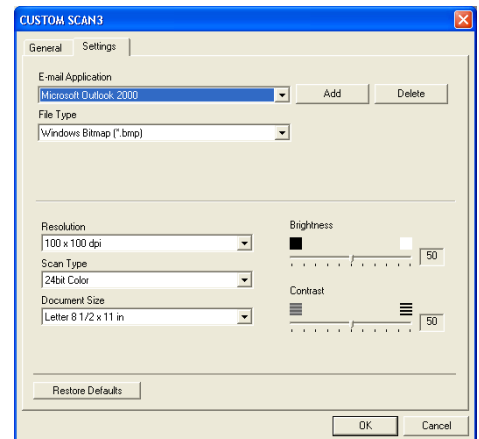 CUSTOM SCAN3
General Settings
E-mail Application
Microsoft Outlook 2000 Add Delete
File Type
Windows Bitmap (*.bmp)
Resolution
100 x 100 dpi
Scan Type
24bit Color
Document Size
Letter 8 1/2 x 11 in
Brightness
50
Contrast
50
Restore Defaults
OK Cancel